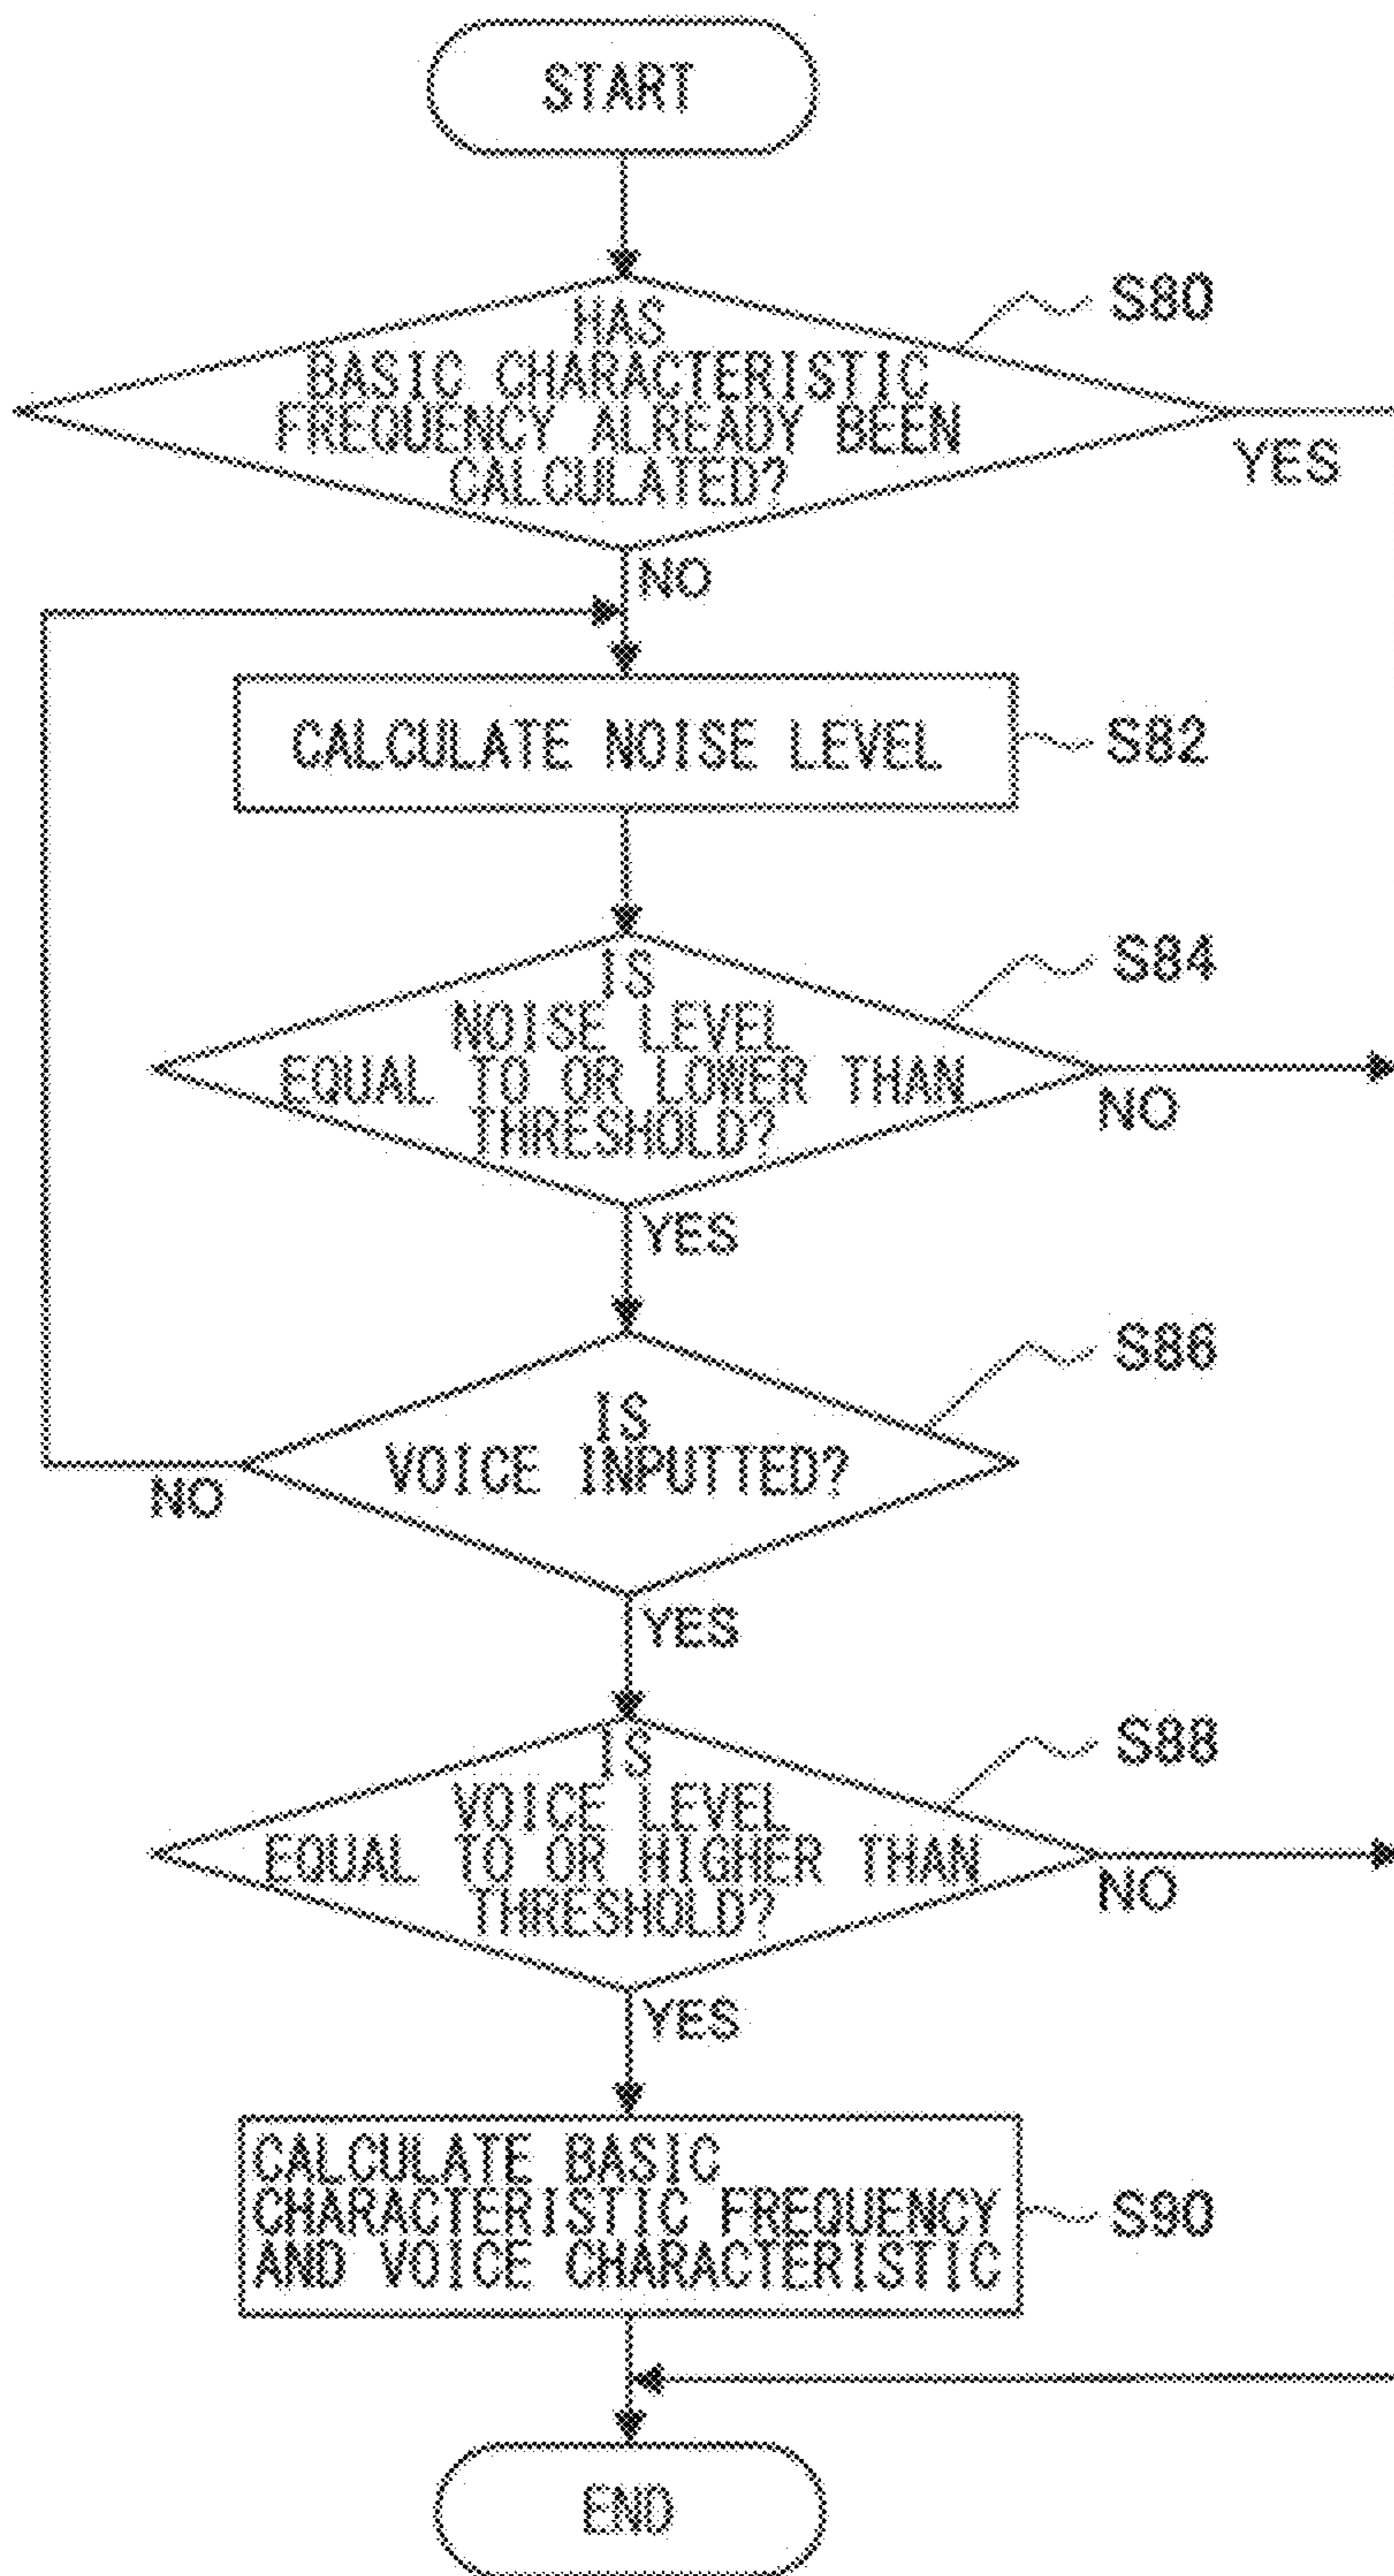 START
HAS
BASIC CHARACTERISTIC
FREQUENCY ALREADY BEEN
CALCULATED?
S80
YES
NO
CALCULATE NOISE LEVEL
S82
IS
NOISE LEVEL
EQUAL TO OR LOWER THAN
THRESHOLD?
S84
NO
YES
IS
VOICE INPUTTED?
S86
NO
YES
IS
VOICE LEVEL
EQUAL TO OR HIGHER THAN
THRESHOLD?
S88
NO
YES
CALCULATE BASIC
CHARACTERISTIC FREQUENCY
AND VOICE CHARACTERISTIC
S90
END